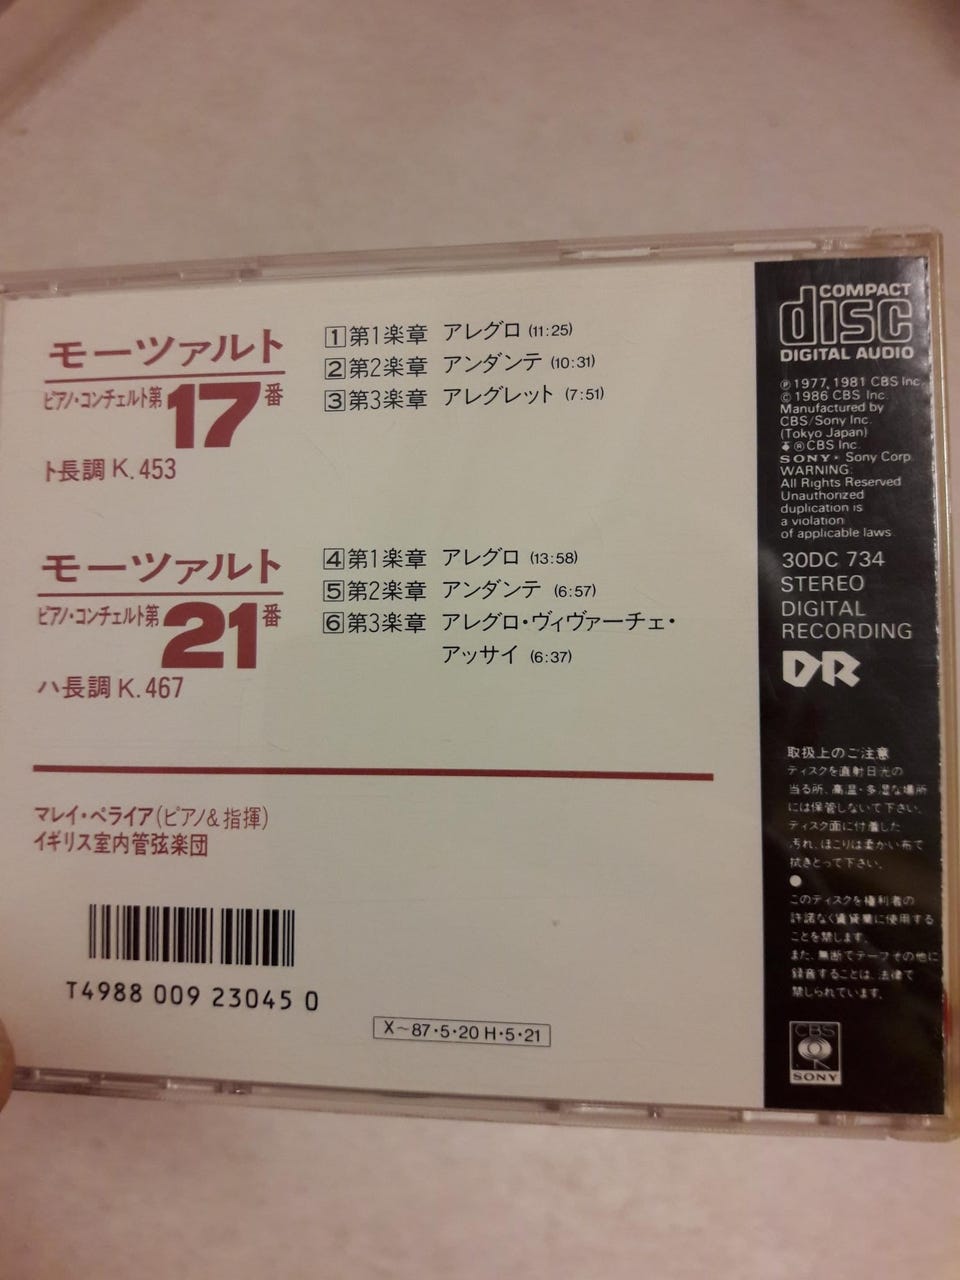 モーツァルト
ピアノ・コンチェルト第17番
ト長調 K.453
1 第1楽章 アレグロ (11:25)
2 第2楽章 アンダンテ (10:31)
3 第3楽章 アレグレット (7:51)
モーツァルト
ピアノ・コンチェルト第21番
ハ長調 K.467
4 第1楽章 アレグロ (13:58)
5 第2楽章 アンダンテ (6:57)
6 第3楽章 アレグロ・ヴィヴァーチェ・
アッサイ (6:37)
マレイ・ペライア(ピアノ&指揮)
イギリス室内管弦楽団
T4988 009 23045 0
X〜87・5・20 H・5・21
COMPACT
disc
DIGITAL AUDIO
Ⓟ 1977, 1981 CBS Inc.
© 1986 CBS Inc.
Manufactured by
CBS/Sony Inc.
(Tokyo Japan)
® CBS Inc.
SONY® Sony Corp.
WARNING:
All Rights Reserved
Unauthorized
duplication is
a violation
of applicable laws
30DC 734
STEREO
DIGITAL
RECORDING
DR
取扱上のご注意
ディスクを直射日光の
当る所、高温・多湿な場所
には保管しないで下さい。
ディスク面に付着した
汚れ、ほこりは柔かい布で
拭きとって下さい。
●
このディスクを権利者の
許諾なく賃貸業に使用する
ことを禁します。
また、無断でテープその他に
録音することは、法律で
禁じられています。
CBS
SONY